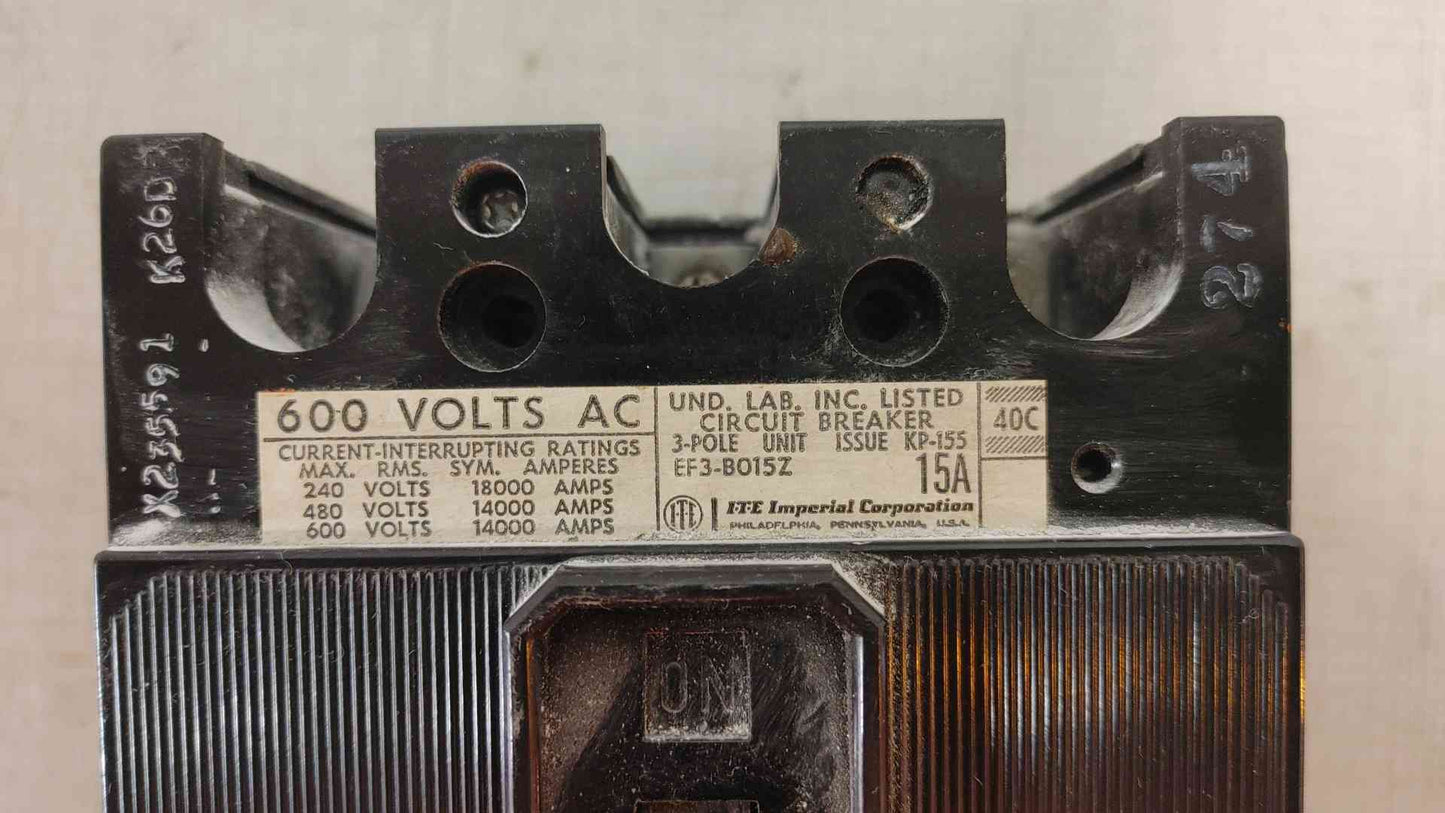 X235591 K26D
274
600 VOLTS AC
CURRENT-INTERRUPTING RATINGS
MAX. RMS. SYM. AMPERES
240 VOLTS 18000 AMPS
480 VOLTS 14000 AMPS
600 VOLTS 14000 AMPS
UND. LAB. INC. LISTED
CIRCUIT BREAKER
3-POLE UNIT ISSUE KP-155
EF3-B015Z 15A
I-T-E I-T-E Imperial Corporation
PHILADELPHIA, PENNSYLVANIA, U.S.A.
40C
ON